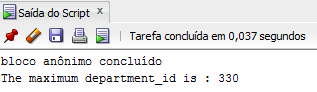 Saída do Script
Tarefa concluída em 0,037 segundos
bloco anônimo concluído
The maximum department_id is : 330